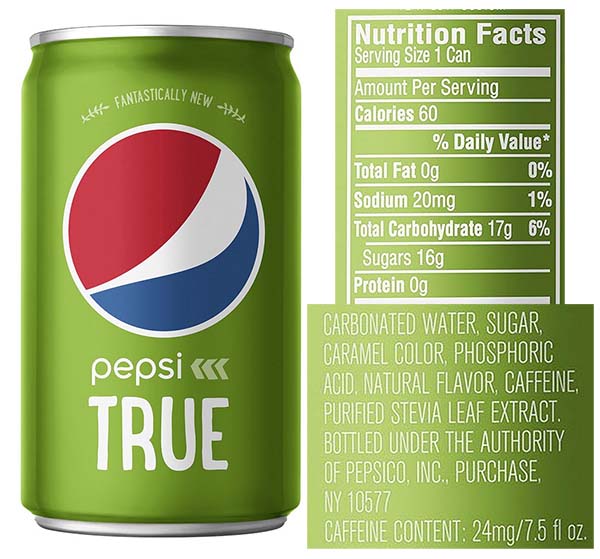 FANTASTICALLY NEW
pepsi
TRUE
Nutrition Facts
Serving Size 1 Can
Amount Per Serving
Calories 60
% Daily Value*
Total Fat 0g 0%
Sodium 20mg 1%
Total Carbohydrate 17g 6%
Sugars 16g
Protein 0g
CARBONATED WATER, SUGAR,
CARAMEL COLOR, PHOSPHORIC
ACID, NATURAL FLAVOR, CAFFEINE,
PURIFIED STEVIA LEAF EXTRACT.
BOTTLED UNDER THE AUTHORITY
OF PEPSICO, INC., PURCHASE,
NY 10577
CAFFEINE CONTENT: 24mg/7.5 fl oz.